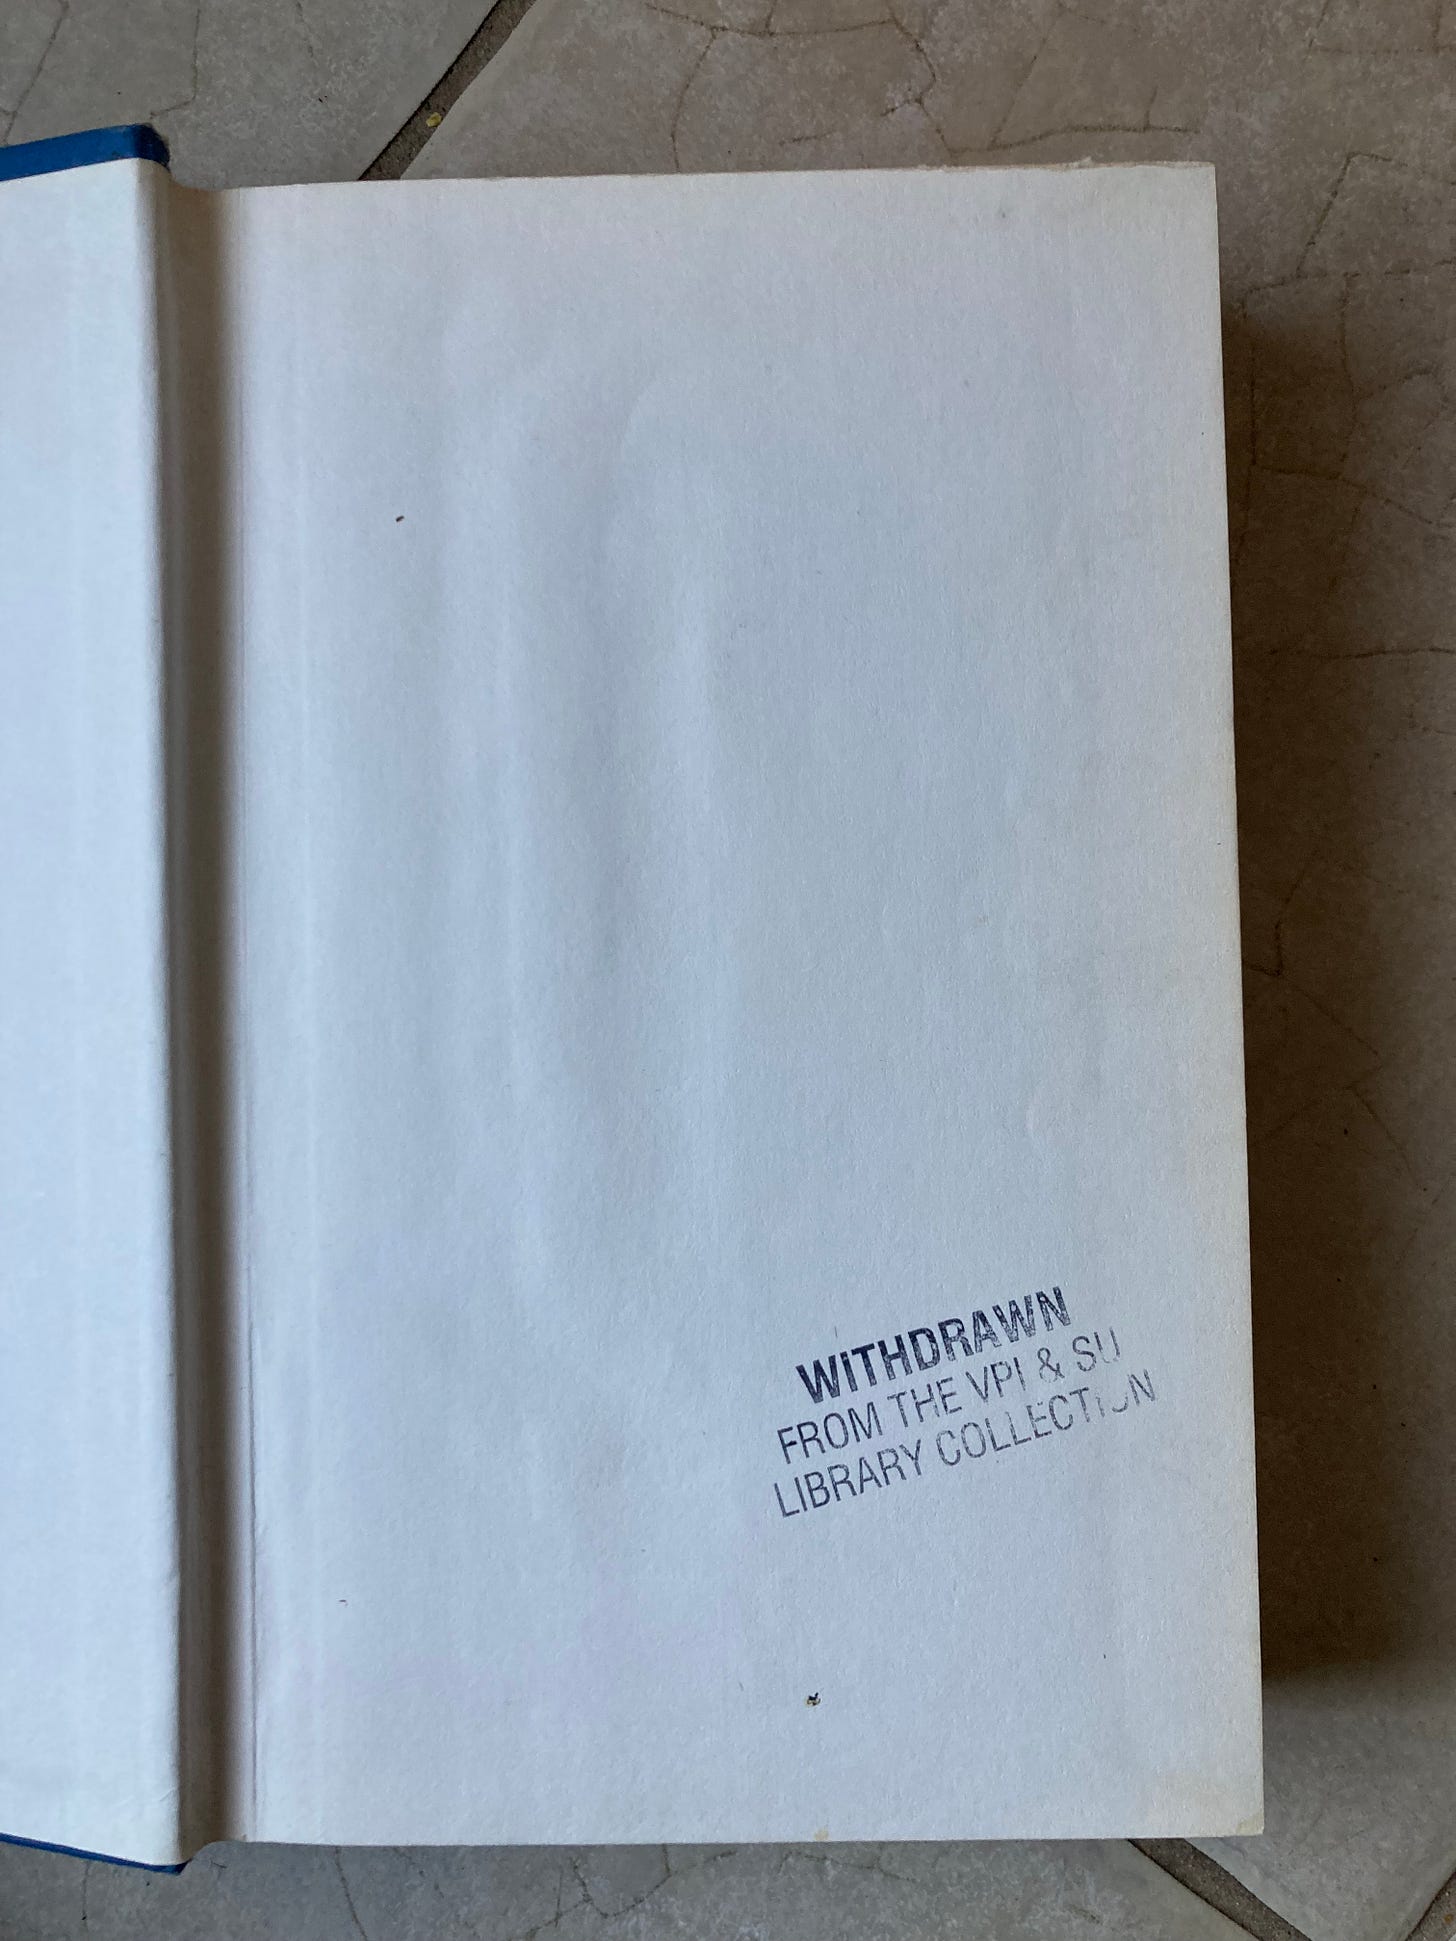 WITHDRAWN
FROM THE VPI & SU
LIBRARY COLLECTION